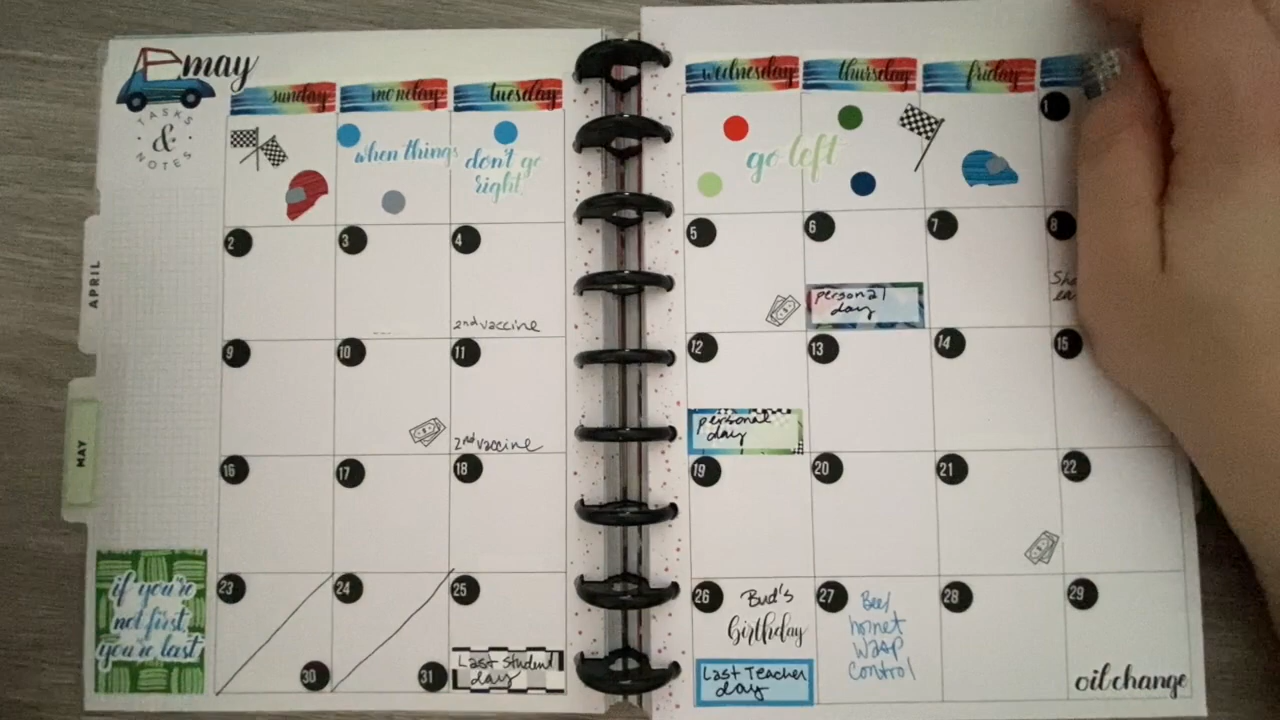 may
TASKS
&
NOTES
sunday monday tuesday
wednesday thursday friday
when things
don't go
right
go left
1
2 3 4
2nd vaccine
5 6 7 8
personal
day
9 10 11
2nd vaccine
12 13 14 15
personal
day
16 17 18
19 20 21 22
23 24 25
30 31
Last Student
day
26 27 28 29
Bud's
birthday
Last Teacher
day
hornet
Wasp
control
oil change
APRIL
MAY
if you're
not first
you're last